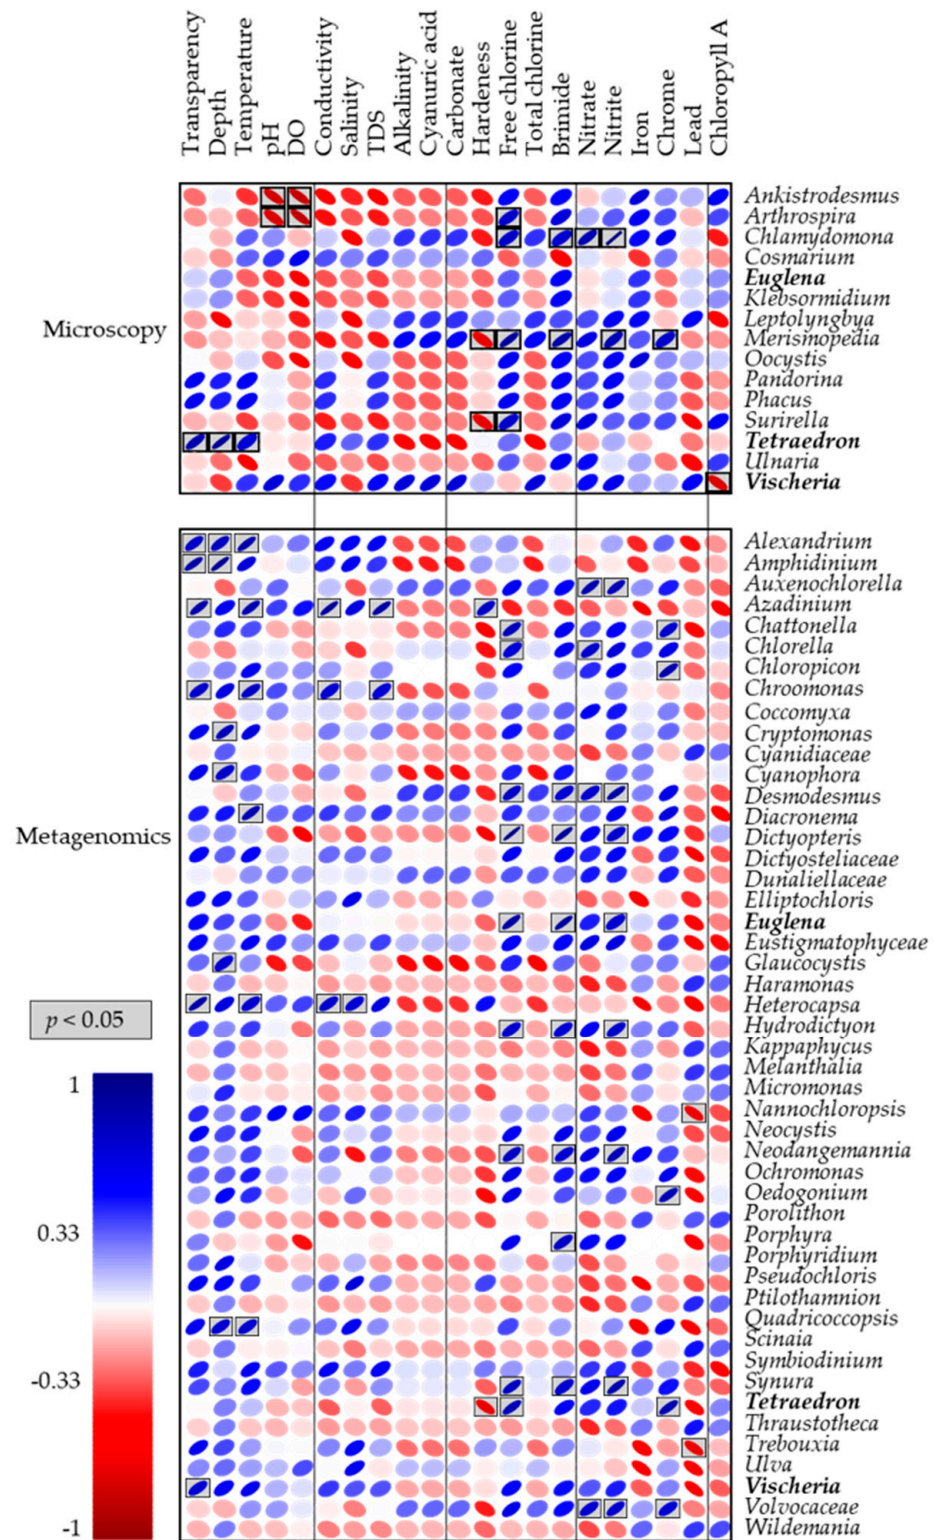 Transparency
Depth
Temperature
pH
DO
Conductivity
Salinity
TDS
Alkalinity
Cyanuric acid
Carbonate
Hardeness
Free chlorine
Total chlorine
Brimide
Nitrate
Nitrite
Iron
Chrome
Lead
Chloropyll A
Microscopy
Ankistrodesmus
Arthrospira
Chlamydomona
Cosmarium
Euglena
Klebsormidium
Leptolyngbya
Merismopedia
Oocystis
Pandorina
Phacus
Surirella
Tetraedron
Ulnaria
Vischeria
Metagenomics
Alexandrium
Amphidinium
Auxenochlorella
Azadinium
Chattonella
Chlorella
Chloropicon
Chroomonas
Coccomyxa
Cryptomonas
Cyanidiaceae
Cyanophora
Desmodesmus
Diacronema
Dictyopteris
Dictyosteliaceae
Dunaliellaceae
Elliptochloris
Euglena
Eustigmatophyceae
Glaucocystis
Haramonas
Heterocapsa
Hydrodictyon
Kappaphycus
Melanthalia
Micromonas
Nannochloropsis
Neocystis
Neodangemannia
Ochromonas
Oedogonium
Porolithon
Porphyra
Porphyridium
Pseudochloris
Ptilothamnion
Quadricoccopsis
Scinaia
Symbiodinium
Synura
Tetraedron
Thraustotheca
Trebouxia
Ulva
Vischeria
Volvocaceae
Wildemania
p < 0.05
1
0.33
-0.33
-1